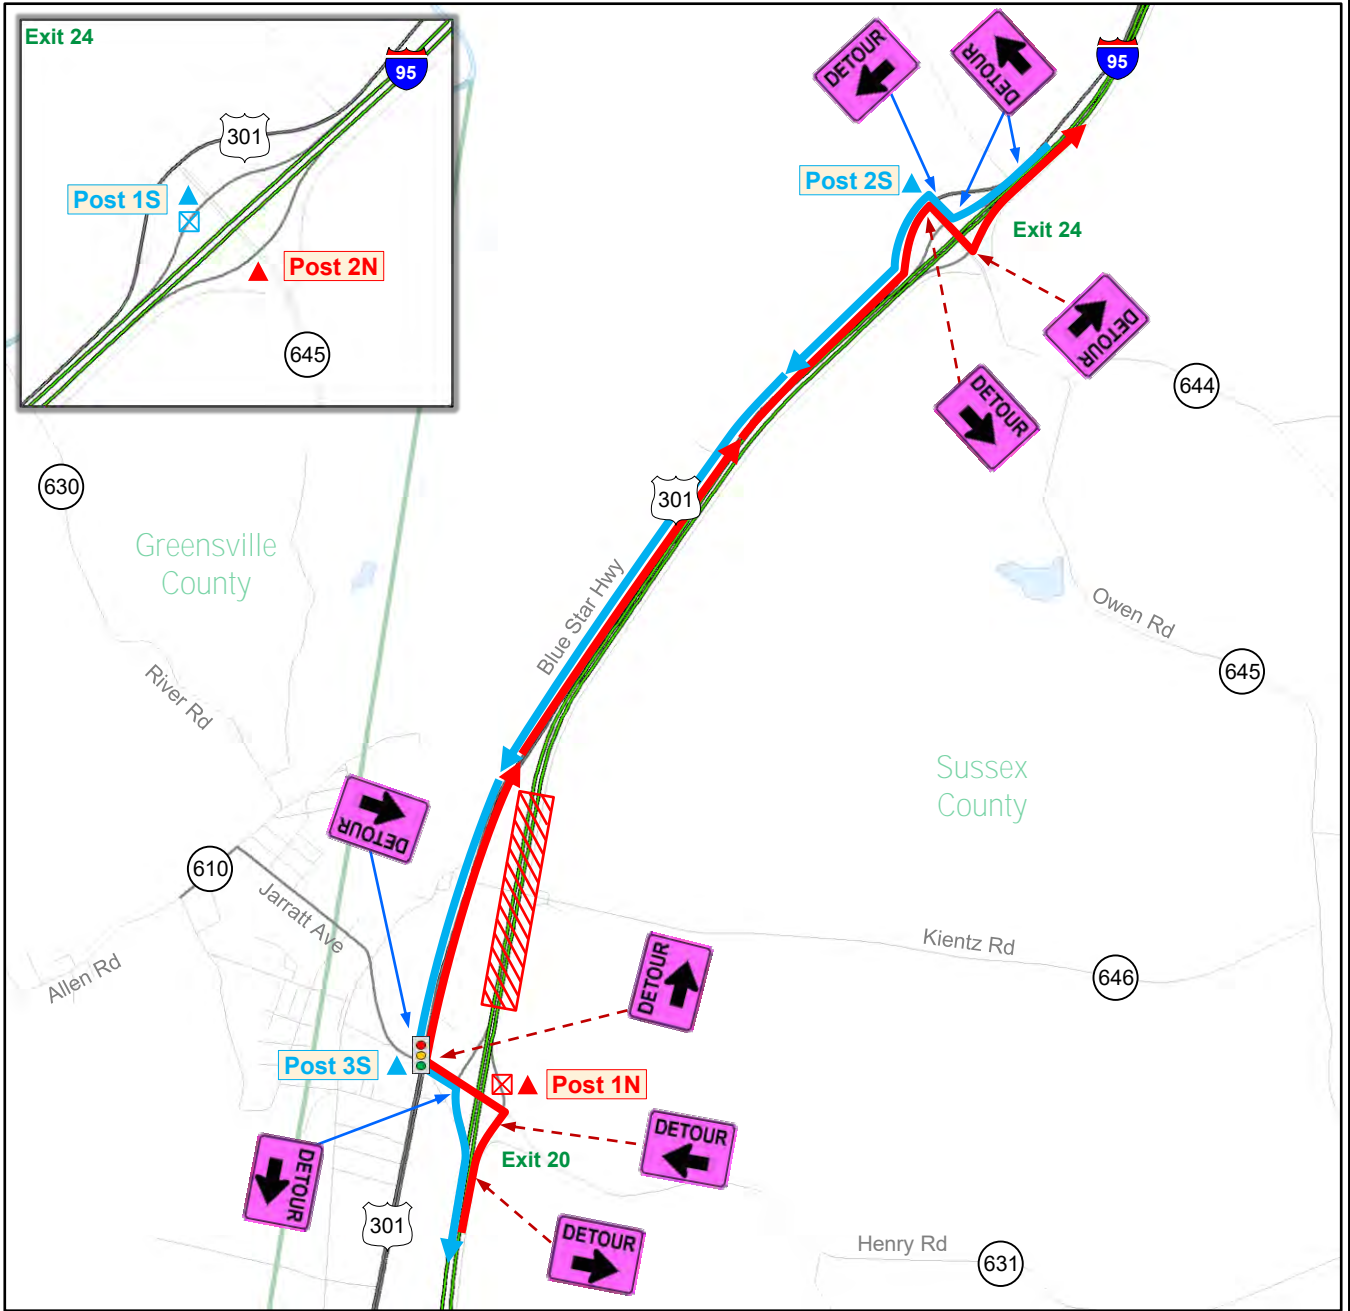 Exit 24
95
301
Post 1S
Post 2N
645
DETOUR
DETOUR
95
Post 2S
Exit 24
DETOUR
644
DETOUR
630
301
Greensville
County
Blue Star Hwy
Owen Rd
645
River Rd
Sussex
County
DETOUR
610
Jarratt Ave
Allen Rd
Kientz Rd
646
DETOUR
Post 3S
Post 1N
DETOUR
Exit 20
DETOUR
301
DETOUR
Henry Rd
631